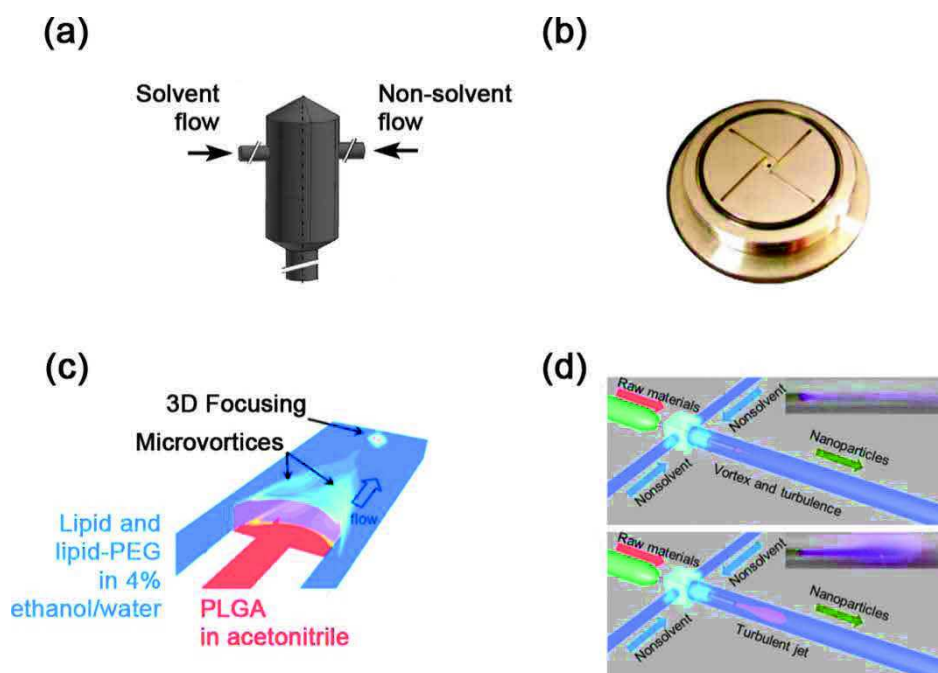 (a)
Solvent
flow
Non-solvent
flow
(b)
(c)
3D Focusing
Microvortices
flow
Lipid and
lipid-PEG
in 4%
ethanol/water
PLGA
in acetonitrile
(d)
Raw materials
Nonsolvent
Nanoparticles
Nonsolvent
Vortex and turbulence
Raw materials
Nonsolvent
Nanoparticles
Nonsolvent
Turbulent jet